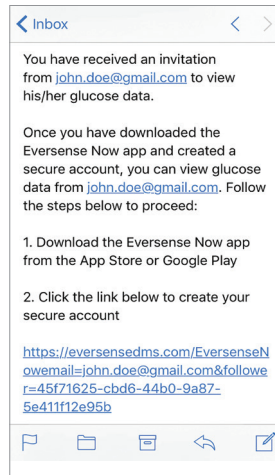 Inbox
You have received an invitation
from john.doe@gmail.com to view
his/her glucose data.
Once you have downloaded the
Eversense Now app and created a
secure account, you can view glucose
data from john.doe@gmail.com. Follow
the steps below to proceed:
1. Download the Eversense Now app
from the App Store or Google Play
2. Click the link below to create your
secure account
https://eversensedms.com/EversenseN
owemail=john.doe@gmail.com&followe
r=45f71625-cbd6-44b0-9a87-
5e411f12e95b